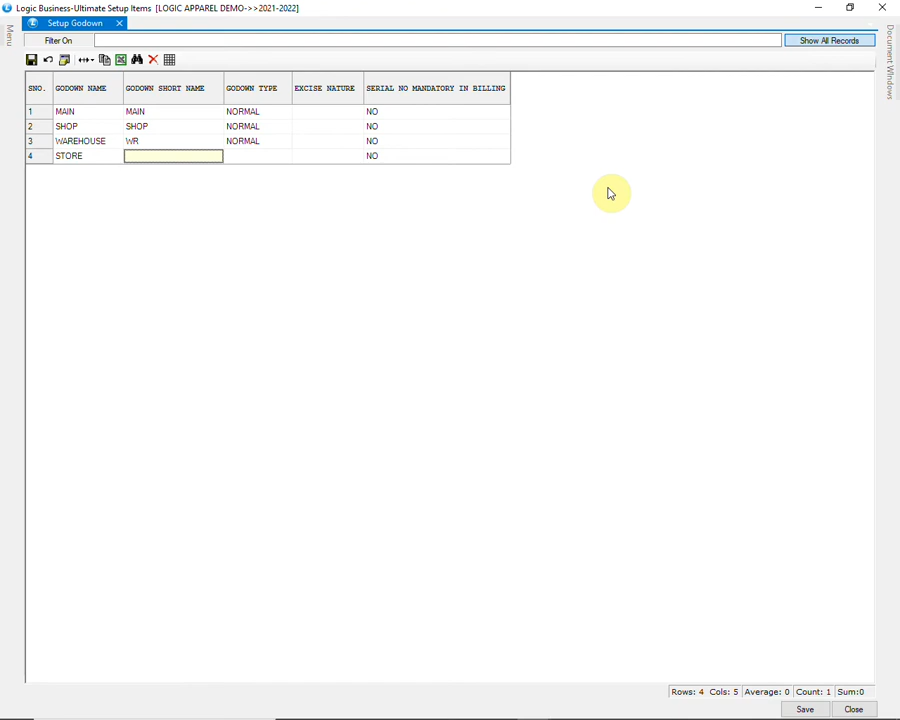 Logic Business-Ultimate Setup Items [LOGIC APPAREL DEMO->>2021-2022]
Setup Godown
Menu
Document Windows
Filter On
Show All Records
SNO. GODOWN NAME GODOWN SHORT NAME GODOWN TYPE EXCISE NATURE SERIAL NO MANDATORY IN BILLING
1 MAIN MAIN NORMAL NO
2 SHOP SHOP NORMAL NO
3 WAREHOUSE WR NORMAL NO
4 STORE NO
Rows: 4 Cols: 5 Average: 0 Count: 1 Sum:0
Save Close